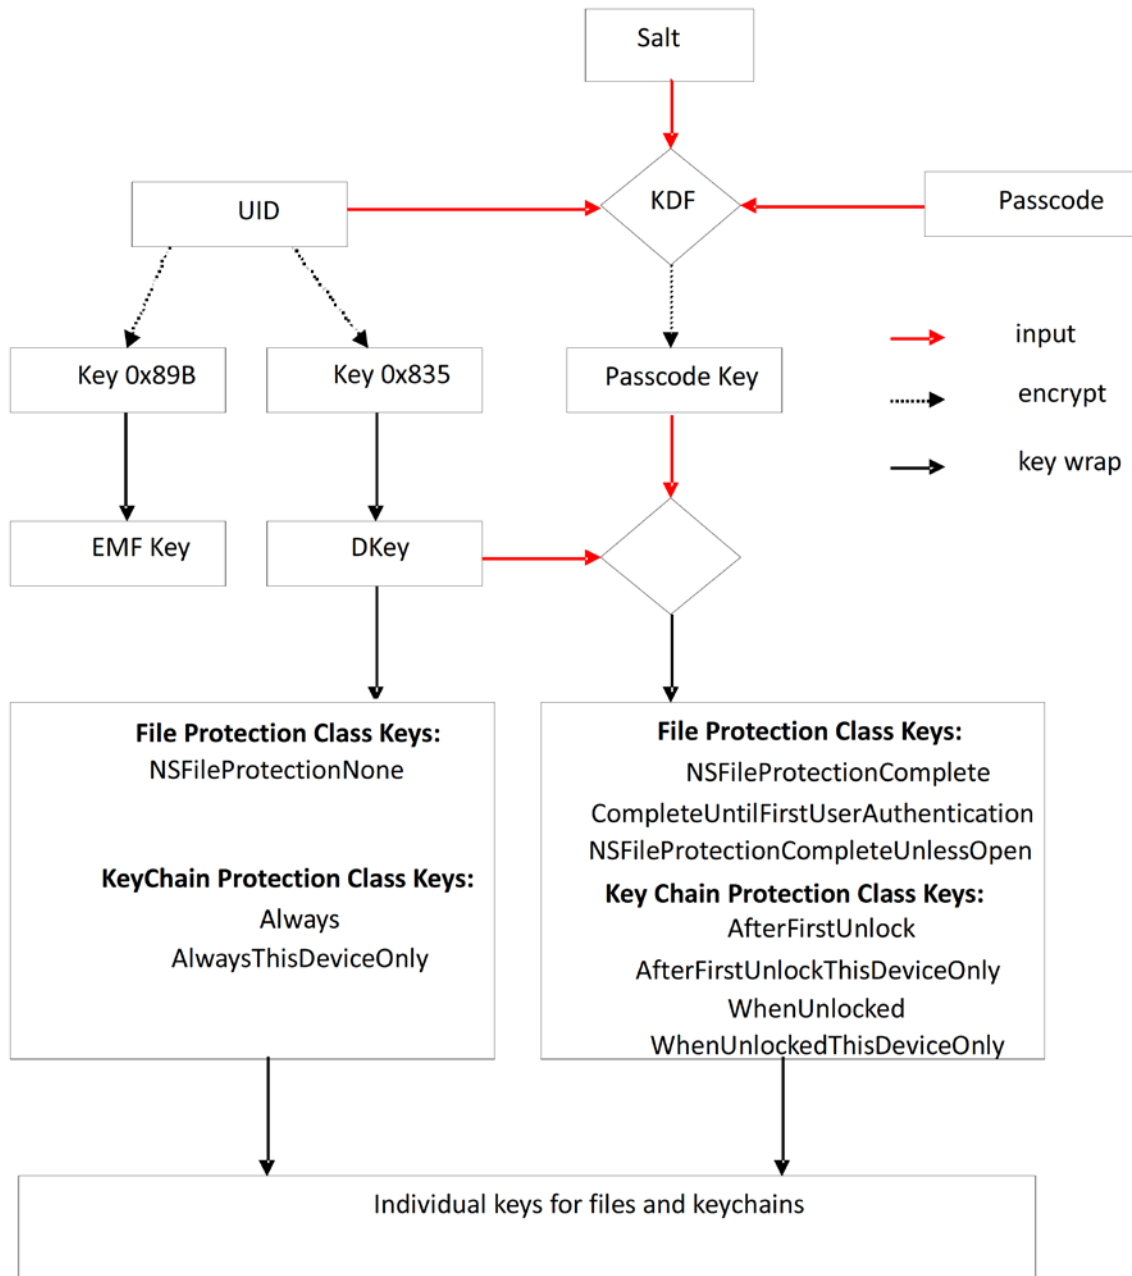 Salt
UID
KDF
Passcode
Key 0x89B
Key 0x835
Passcode Key
input
encrypt
key wrap
EMF Key
DKey
File Protection Class Keys:
NSFileProtectionNone
KeyChain Protection Class Keys:
Always
AlwaysThisDeviceOnly
File Protection Class Keys:
NSFileProtectionComplete
CompleteUntilFirstUserAuthentication
NSFileProtectionCompleteUnlessOpen
Key Chain Protection Class Keys:
AfterFirstUnlock
AfterFirstUnlockThisDeviceOnly
WhenUnlocked
WhenUnlockedThisDeviceOnly
Individual keys for files and keychains